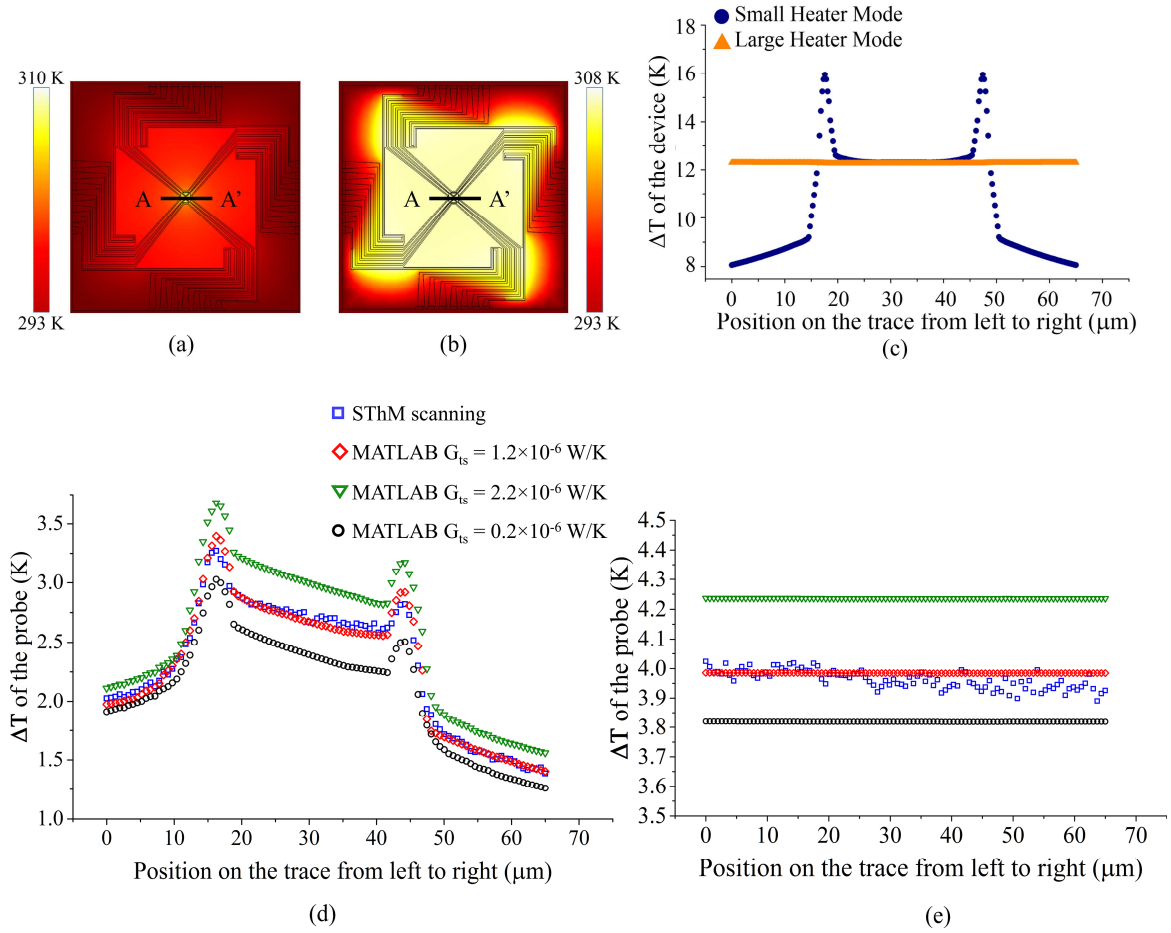 310 K
A A'
293 K
(a)
308 K
A A'
293 K
(b)
Small Heater Mode
Large Heater Mode
ΔT of the device (K)
18
16
14
12
10
8
0 10 20 30 40 50 60 70
Position on the trace from left to right (μm)
(c)
SThM scanning
MATLAB G_ts = 1.2×10⁻⁶ W/K
MATLAB G_ts = 2.2×10⁻⁶ W/K
MATLAB G_ts = 0.2×10⁻⁶ W/K
ΔT of the probe (K)
3.5
3.0
2.5
2.0
1.5
1.0
0 10 20 30 40 50 60 70
Position on the trace from left to right (μm)
(d)
ΔT of the probe (K)
4.5
4.4
4.3
4.2
4.1
4.0
3.9
3.8
3.7
3.6
3.5
0 10 20 30 40 50 60 70
Position on the trace from left to right (μm)
(e)